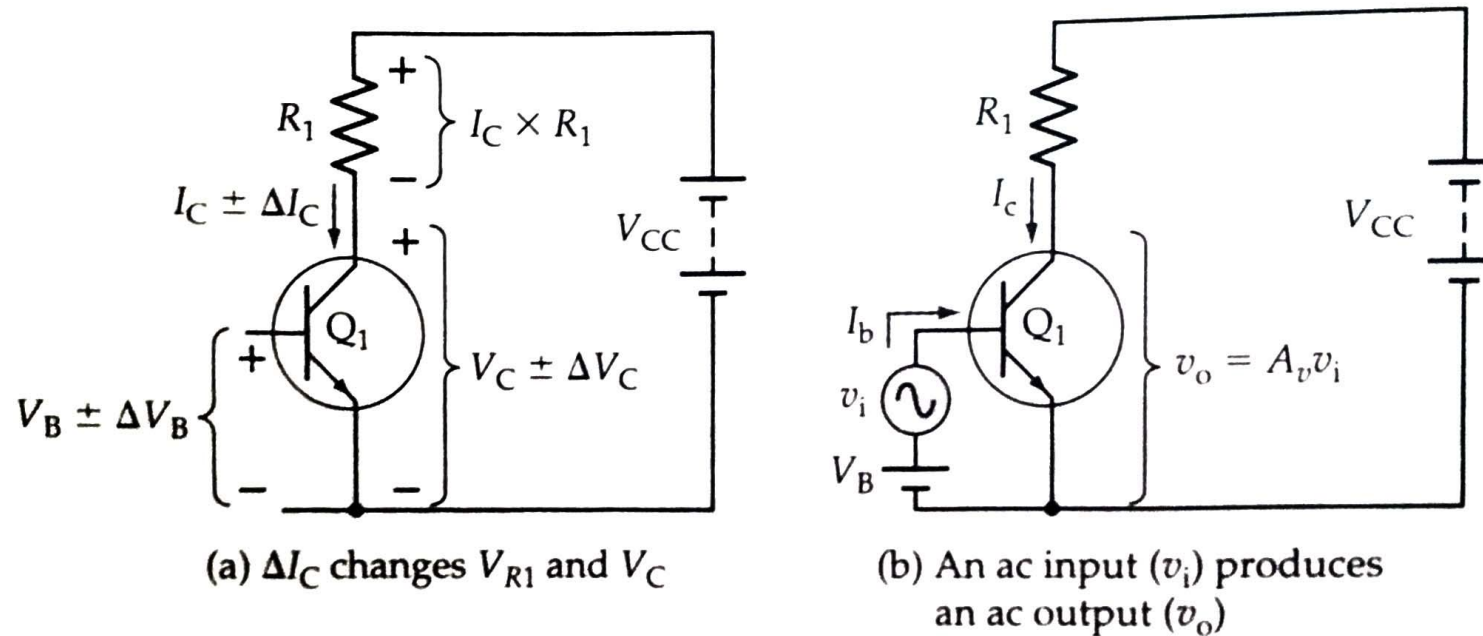 R₁
+
−
I_C × R₁
I_C ± ΔI_C
+
−
Q₁
V_C ± ΔV_C
V_CC
+
−
V_B ± ΔV_B
(a) ΔI_C changes V_R1 and V_C
R₁
I_c
V_CC
I_b
Q₁
v_i
V_B
v_o = A_v v_i
(b) An ac input (v_i) produces
an ac output (v_o)